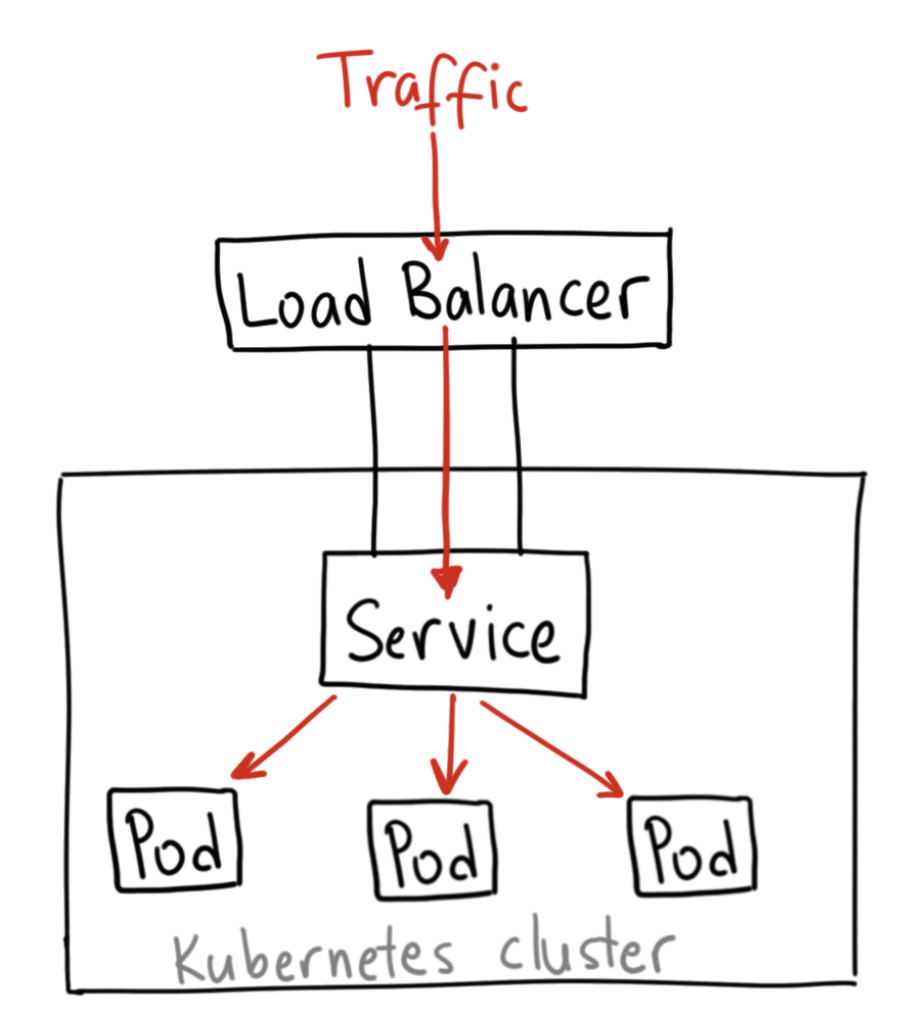 Traffic
Load Balancer
Service
Pod
Pod
Pod
Kubernetes cluster